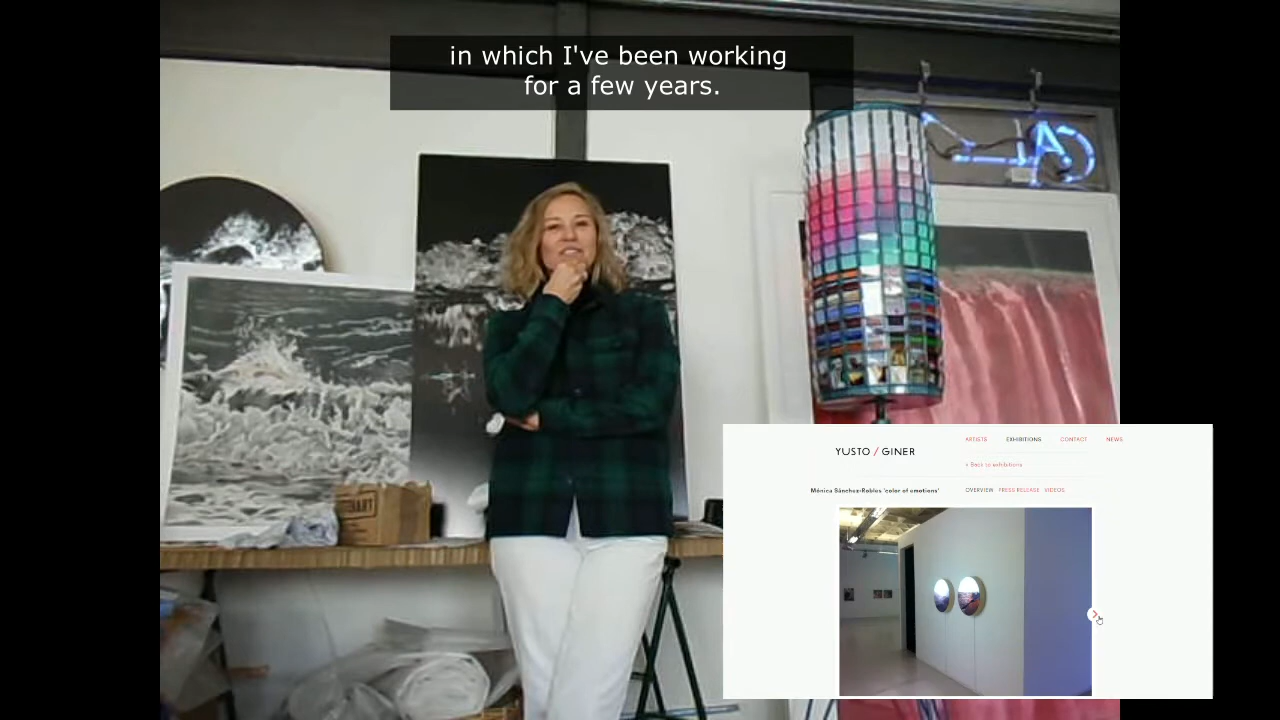 in which I've been working
for a few years.
CA
ARTISTS EXHIBITIONS CONTACT NEWS
YUSTO / GINER
< Back to exhibitions
Mónica Sánchez-Robles 'color of emotions'
OVERVIEW PRESS RELEASE VIDEOS